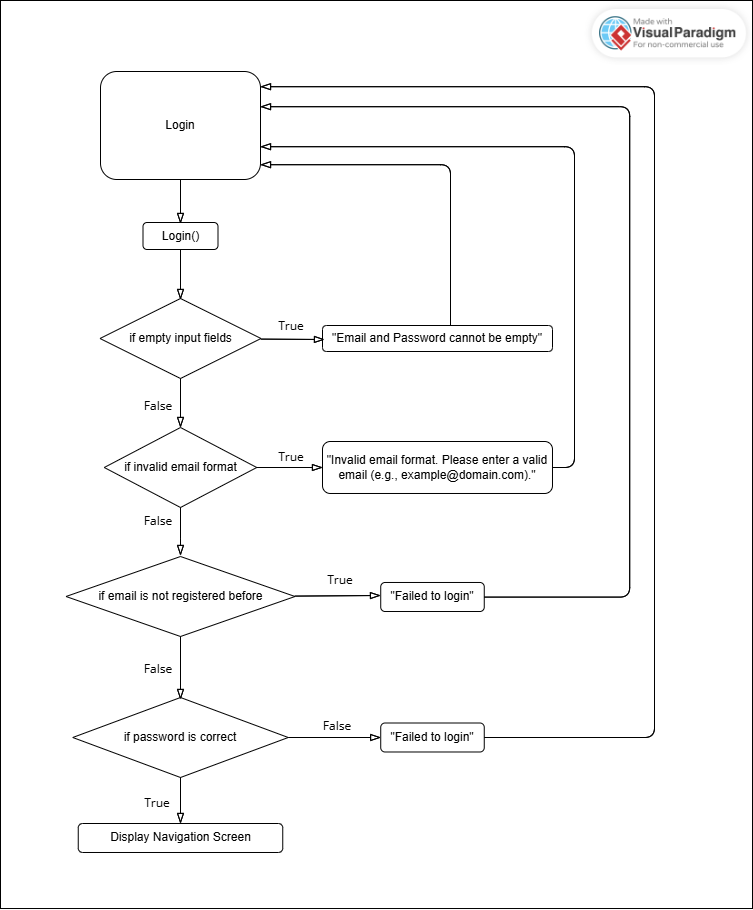 Made with
VisualParadigm
For non-commercial use
Login
Login()
if empty input fields
True
"Email and Password cannot be empty"
False
if invalid email format
True
"Invalid email format. Please enter a valid
email (e.g., example@domain.com)."
False
if email is not registered before
True
"Failed to login"
False
if password is correct
False
"Failed to login"
True
Display Navigation Screen